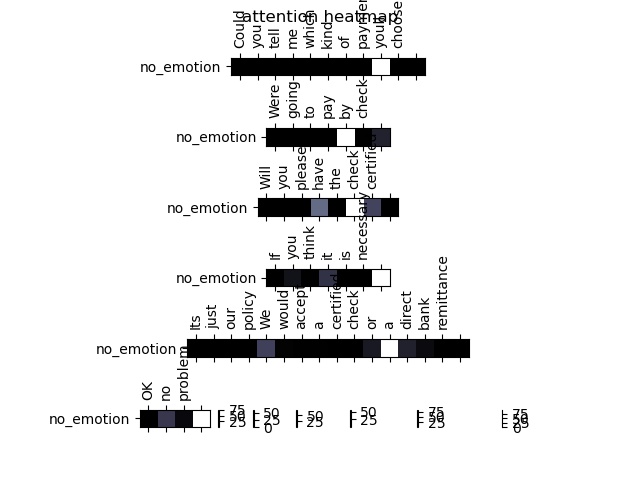 attention heatmap
Could you tell me which kind of payment you'll choose
no_emotion
Were going to pay by check
no_emotion
Will you please have the check certified
no_emotion
If you think it is necessary
no_emotion
Its just our policy We would accept a certified check or a direct bank remittance
no_emotion
OK no problem
no_emotion
75 50 25
50 25 0
50 25
50 25
75 50 25
75 50 25 0